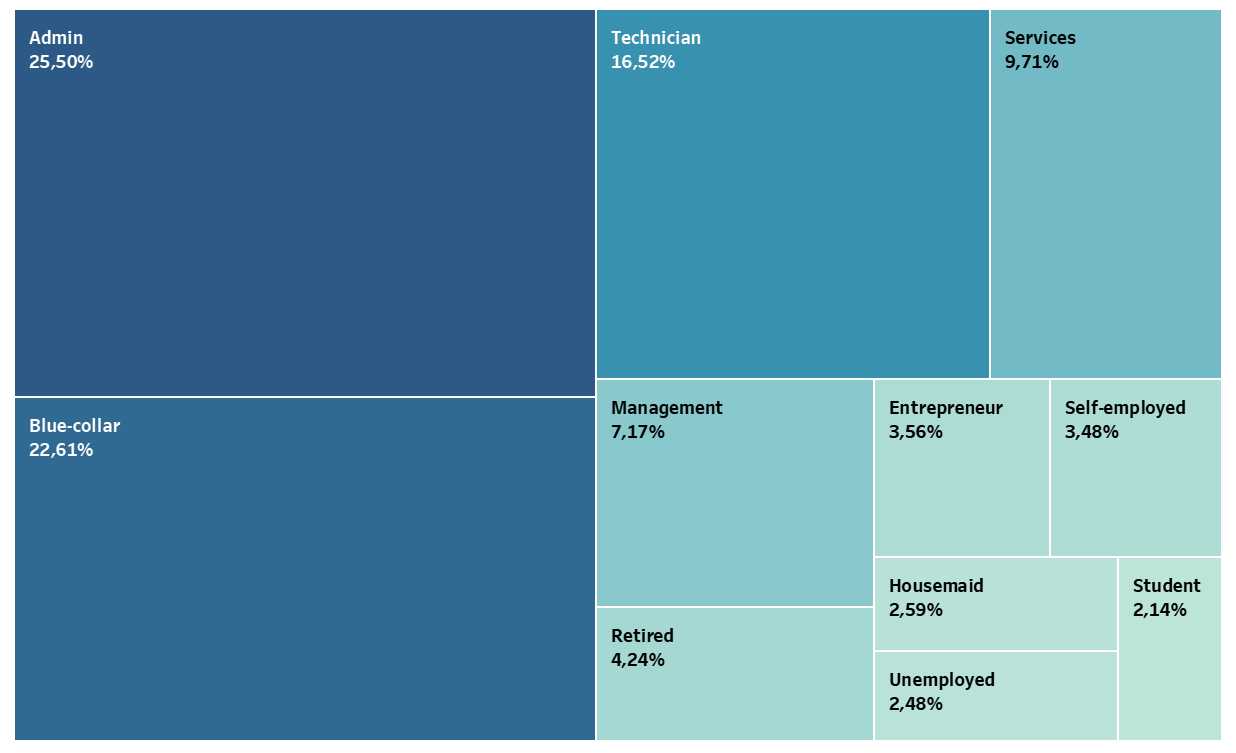 Admin
25,50%
Blue-collar
22,61%
Technician
16,52%
Services
9,71%
Management
7,17%
Retired
4,24%
Entrepreneur
3,56%
Self-employed
3,48%
Housemaid
2,59%
Unemployed
2,48%
Student
2,14%